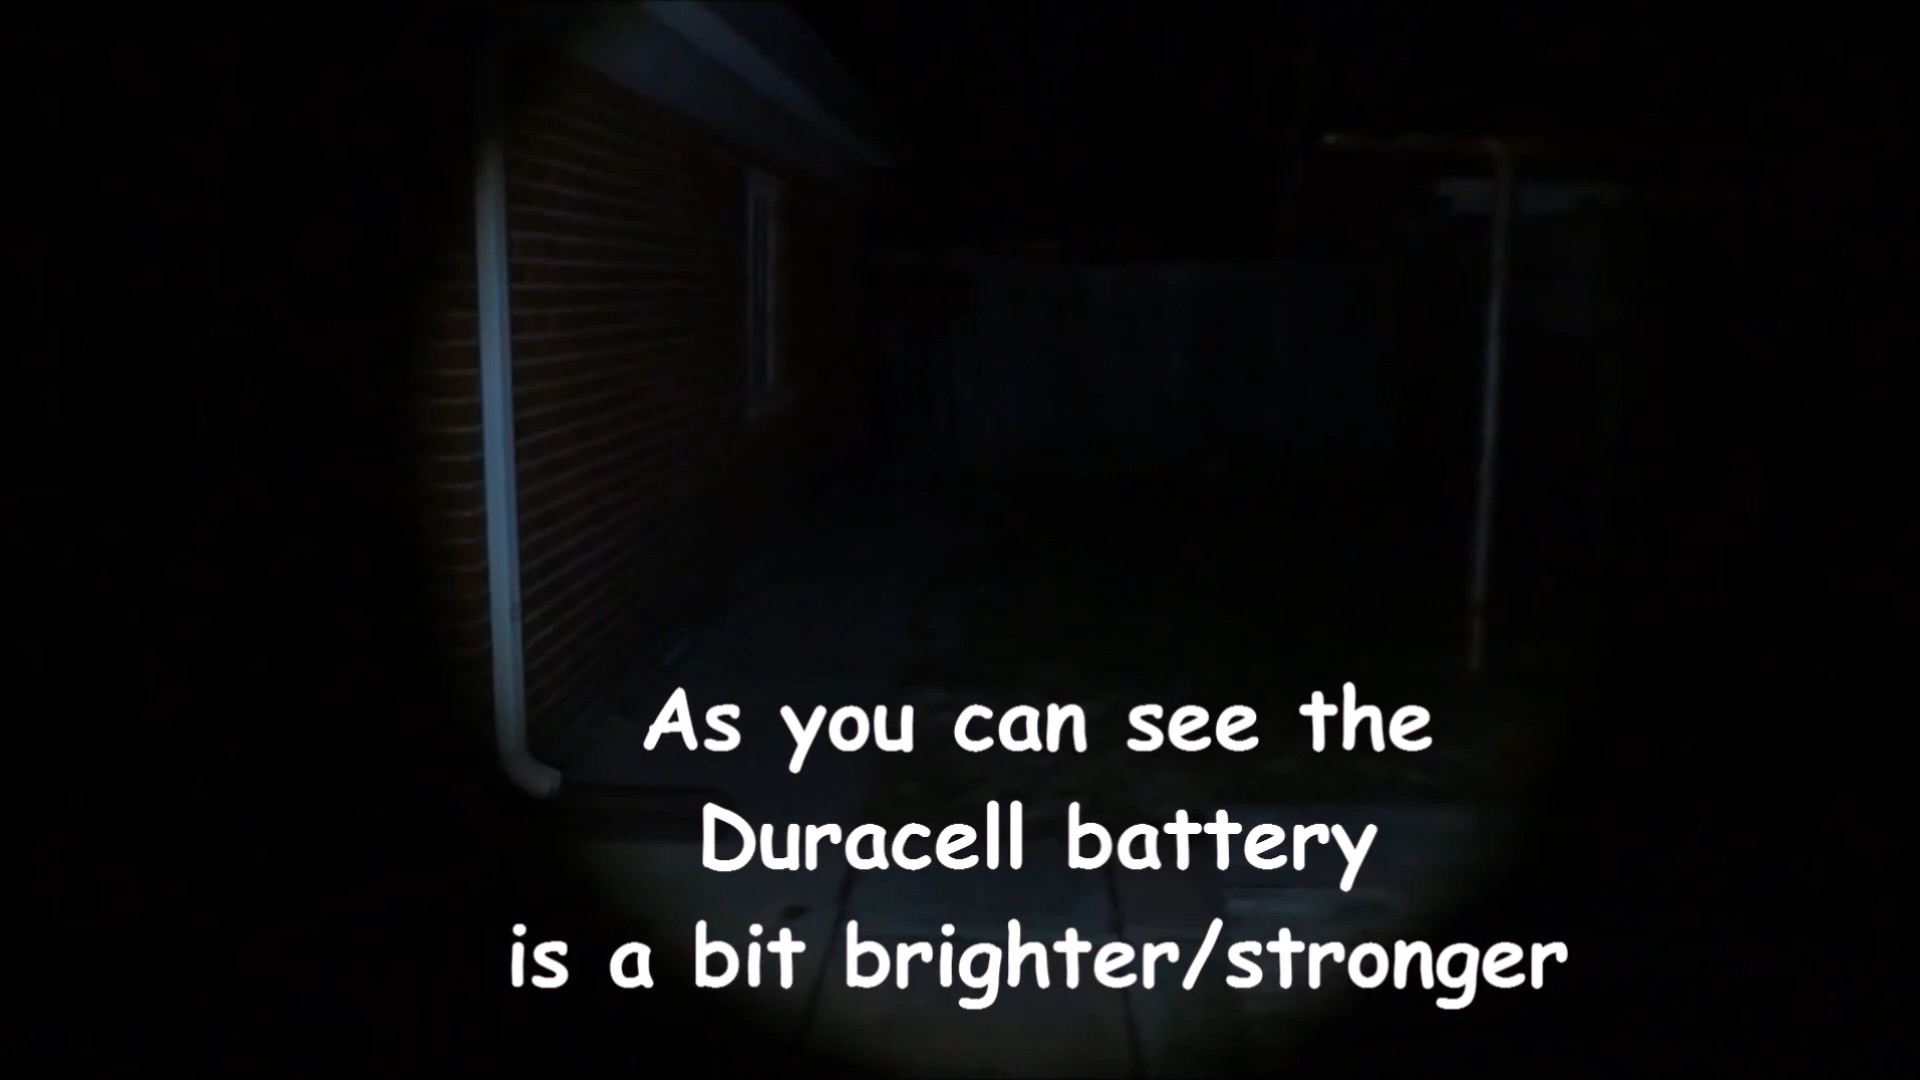 As you can see the
Duracell battery
is a bit brighter/stronger